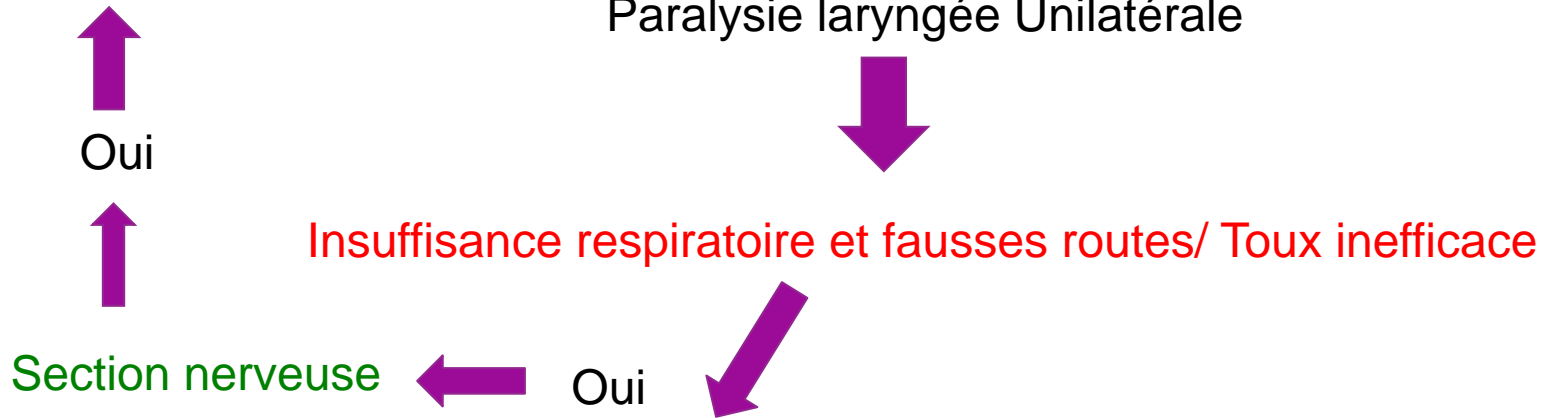 Paralysie laryngée Unilatérale
Oui
Insuffisance respiratoire et fausses routes/ Toux inefficace
Section nerveuse
Oui